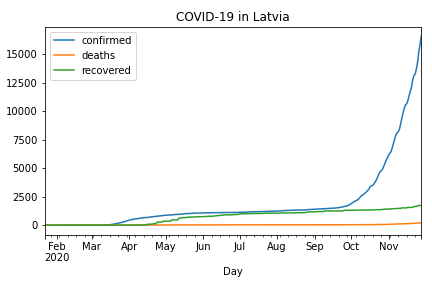 COVID-19 in Latvia
confirmed
deaths
recovered
15000
12500
10000
7500
5000
2500
0
Feb Mar Apr May Jun Jul Aug Sep Oct Nov
2020
Day